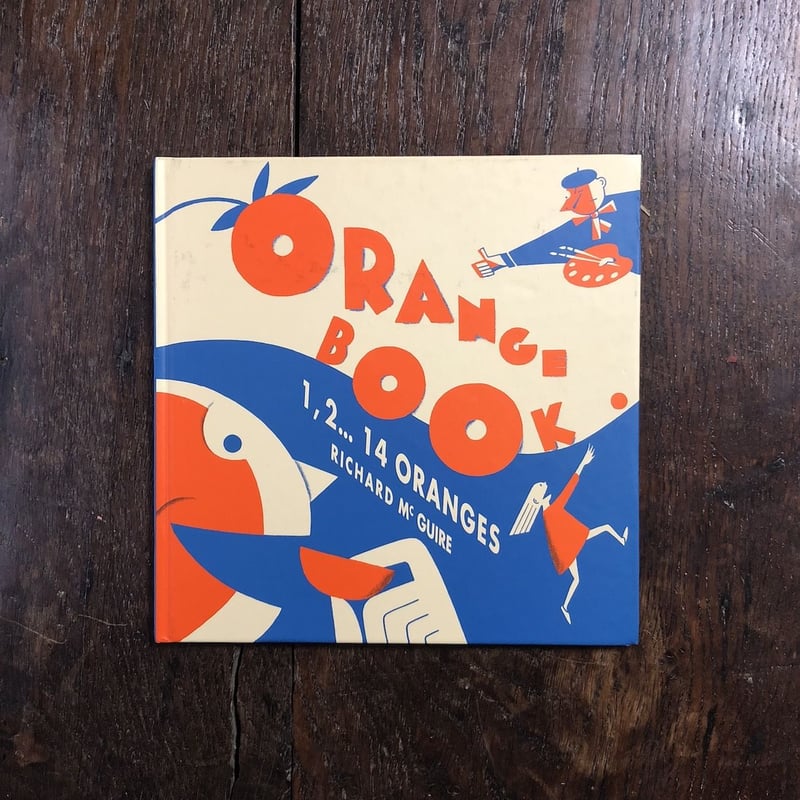 ORANGE
BOOK
1, 2... 14 ORANGES
RICHARD Mc GUIRE